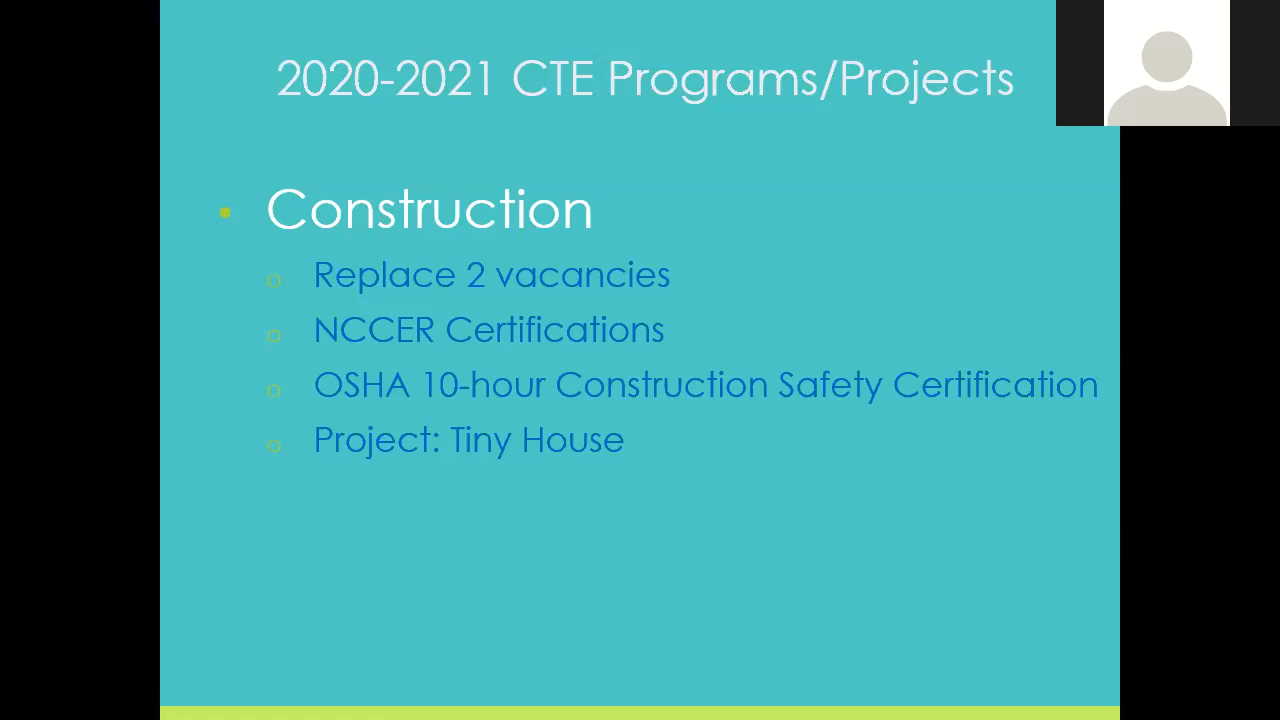 2020-2021 CTE Programs/Projects
• Construction
o Replace 2 vacancies
o NCCER Certifications
o OSHA 10-hour Construction Safety Certification
o Project: Tiny House